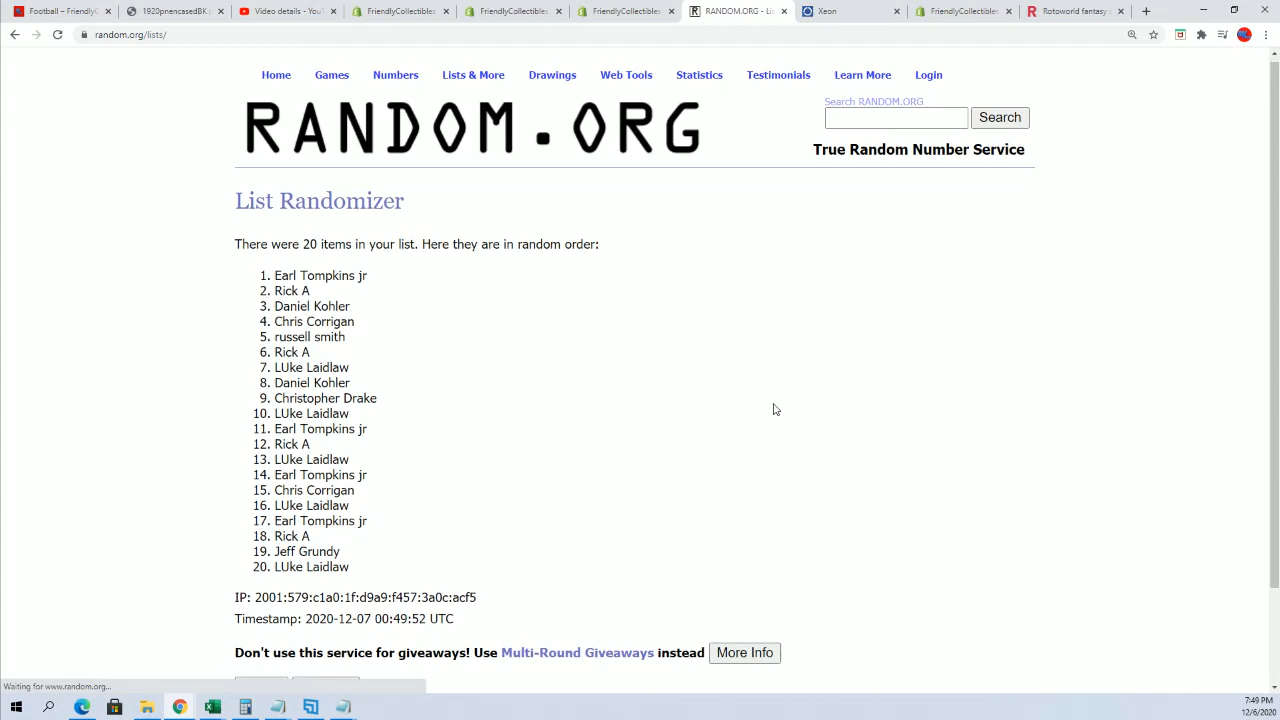 Football – FriendlyC
1920pnencasedBK.
Video details - YouT
FriendlyCollectibles
FriendlyCollectibles
FriendlyCollectibles
RANDOM.ORG - Lis
Xeon
FriendlyCollectibles
Rotoworld fantasy s
random.org/lists/
Home
Games
Numbers
Lists & More
Drawings
Web Tools
Statistics
Testimonials
Learn More
Login
RANDOM.ORG
Search RANDOM.ORG
Search
True Random Number Service
List Randomizer
There were 20 items in your list. Here they are in random order:
1. Earl Tompkins jr
2. Rick A
3. Daniel Kohler
4. Chris Corrigan
5. russell smith
6. Rick A
7. LUke Laidlaw
8. Daniel Kohler
9. Christopher Drake
10. LUke Laidlaw
11. Earl Tompkins jr
12. Rick A
13. LUke Laidlaw
14. Earl Tompkins jr
15. Chris Corrigan
16. LUke Laidlaw
17. Earl Tompkins jr
18. Rick A
19. Jeff Grundy
20. LUke Laidlaw
IP: 2001:579:c1a0:1f:d9a9:f457:3a0c:acf5
Timestamp: 2020-12-07 00:49:52 UTC
Don't use this service for giveaways! Use Multi-Round Giveaways instead
More Info
Waiting for www.random.org...
7:49 PM
12/6/2020